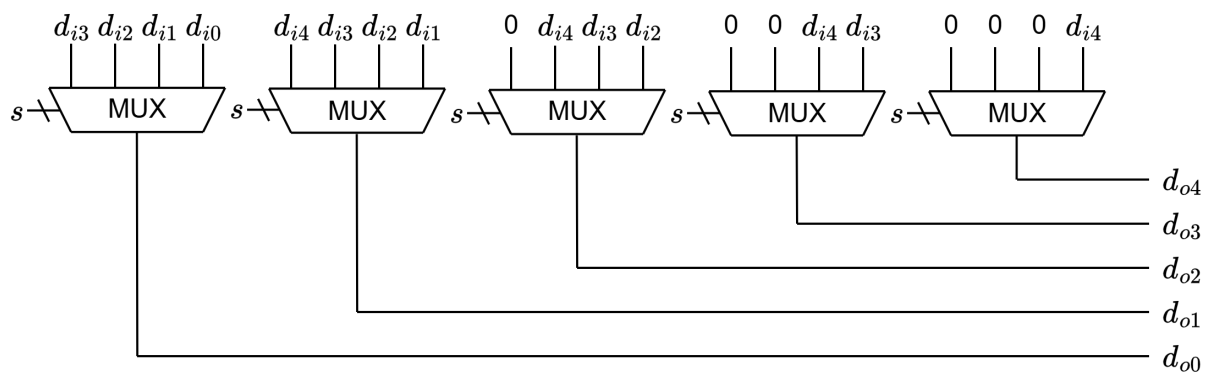 d_{i3} d_{i2} d_{i1} d_{i0} d_{i4} d_{i3} d_{i2} d_{i1} 0 d_{i4} d_{i3} d_{i2} 0 0 d_{i4} d_{i3} 0 0 0 d_{i4}
s MUX s MUX s MUX s MUX s MUX
d_{o4}
d_{o3}
d_{o2}
d_{o1}
d_{o0}